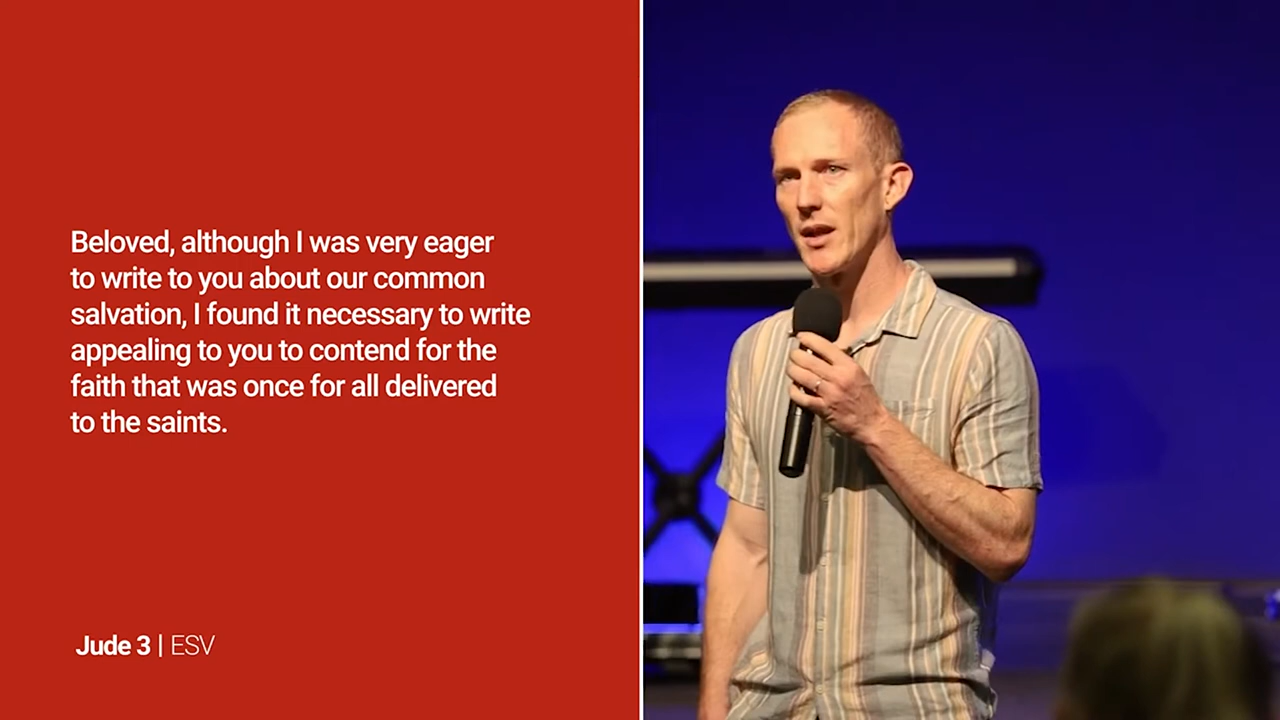 Beloved, although I was very eager
to write to you about our common
salvation, I found it necessary to write
appealing to you to contend for the
faith that was once for all delivered
to the saints.
Jude 3 | ESV